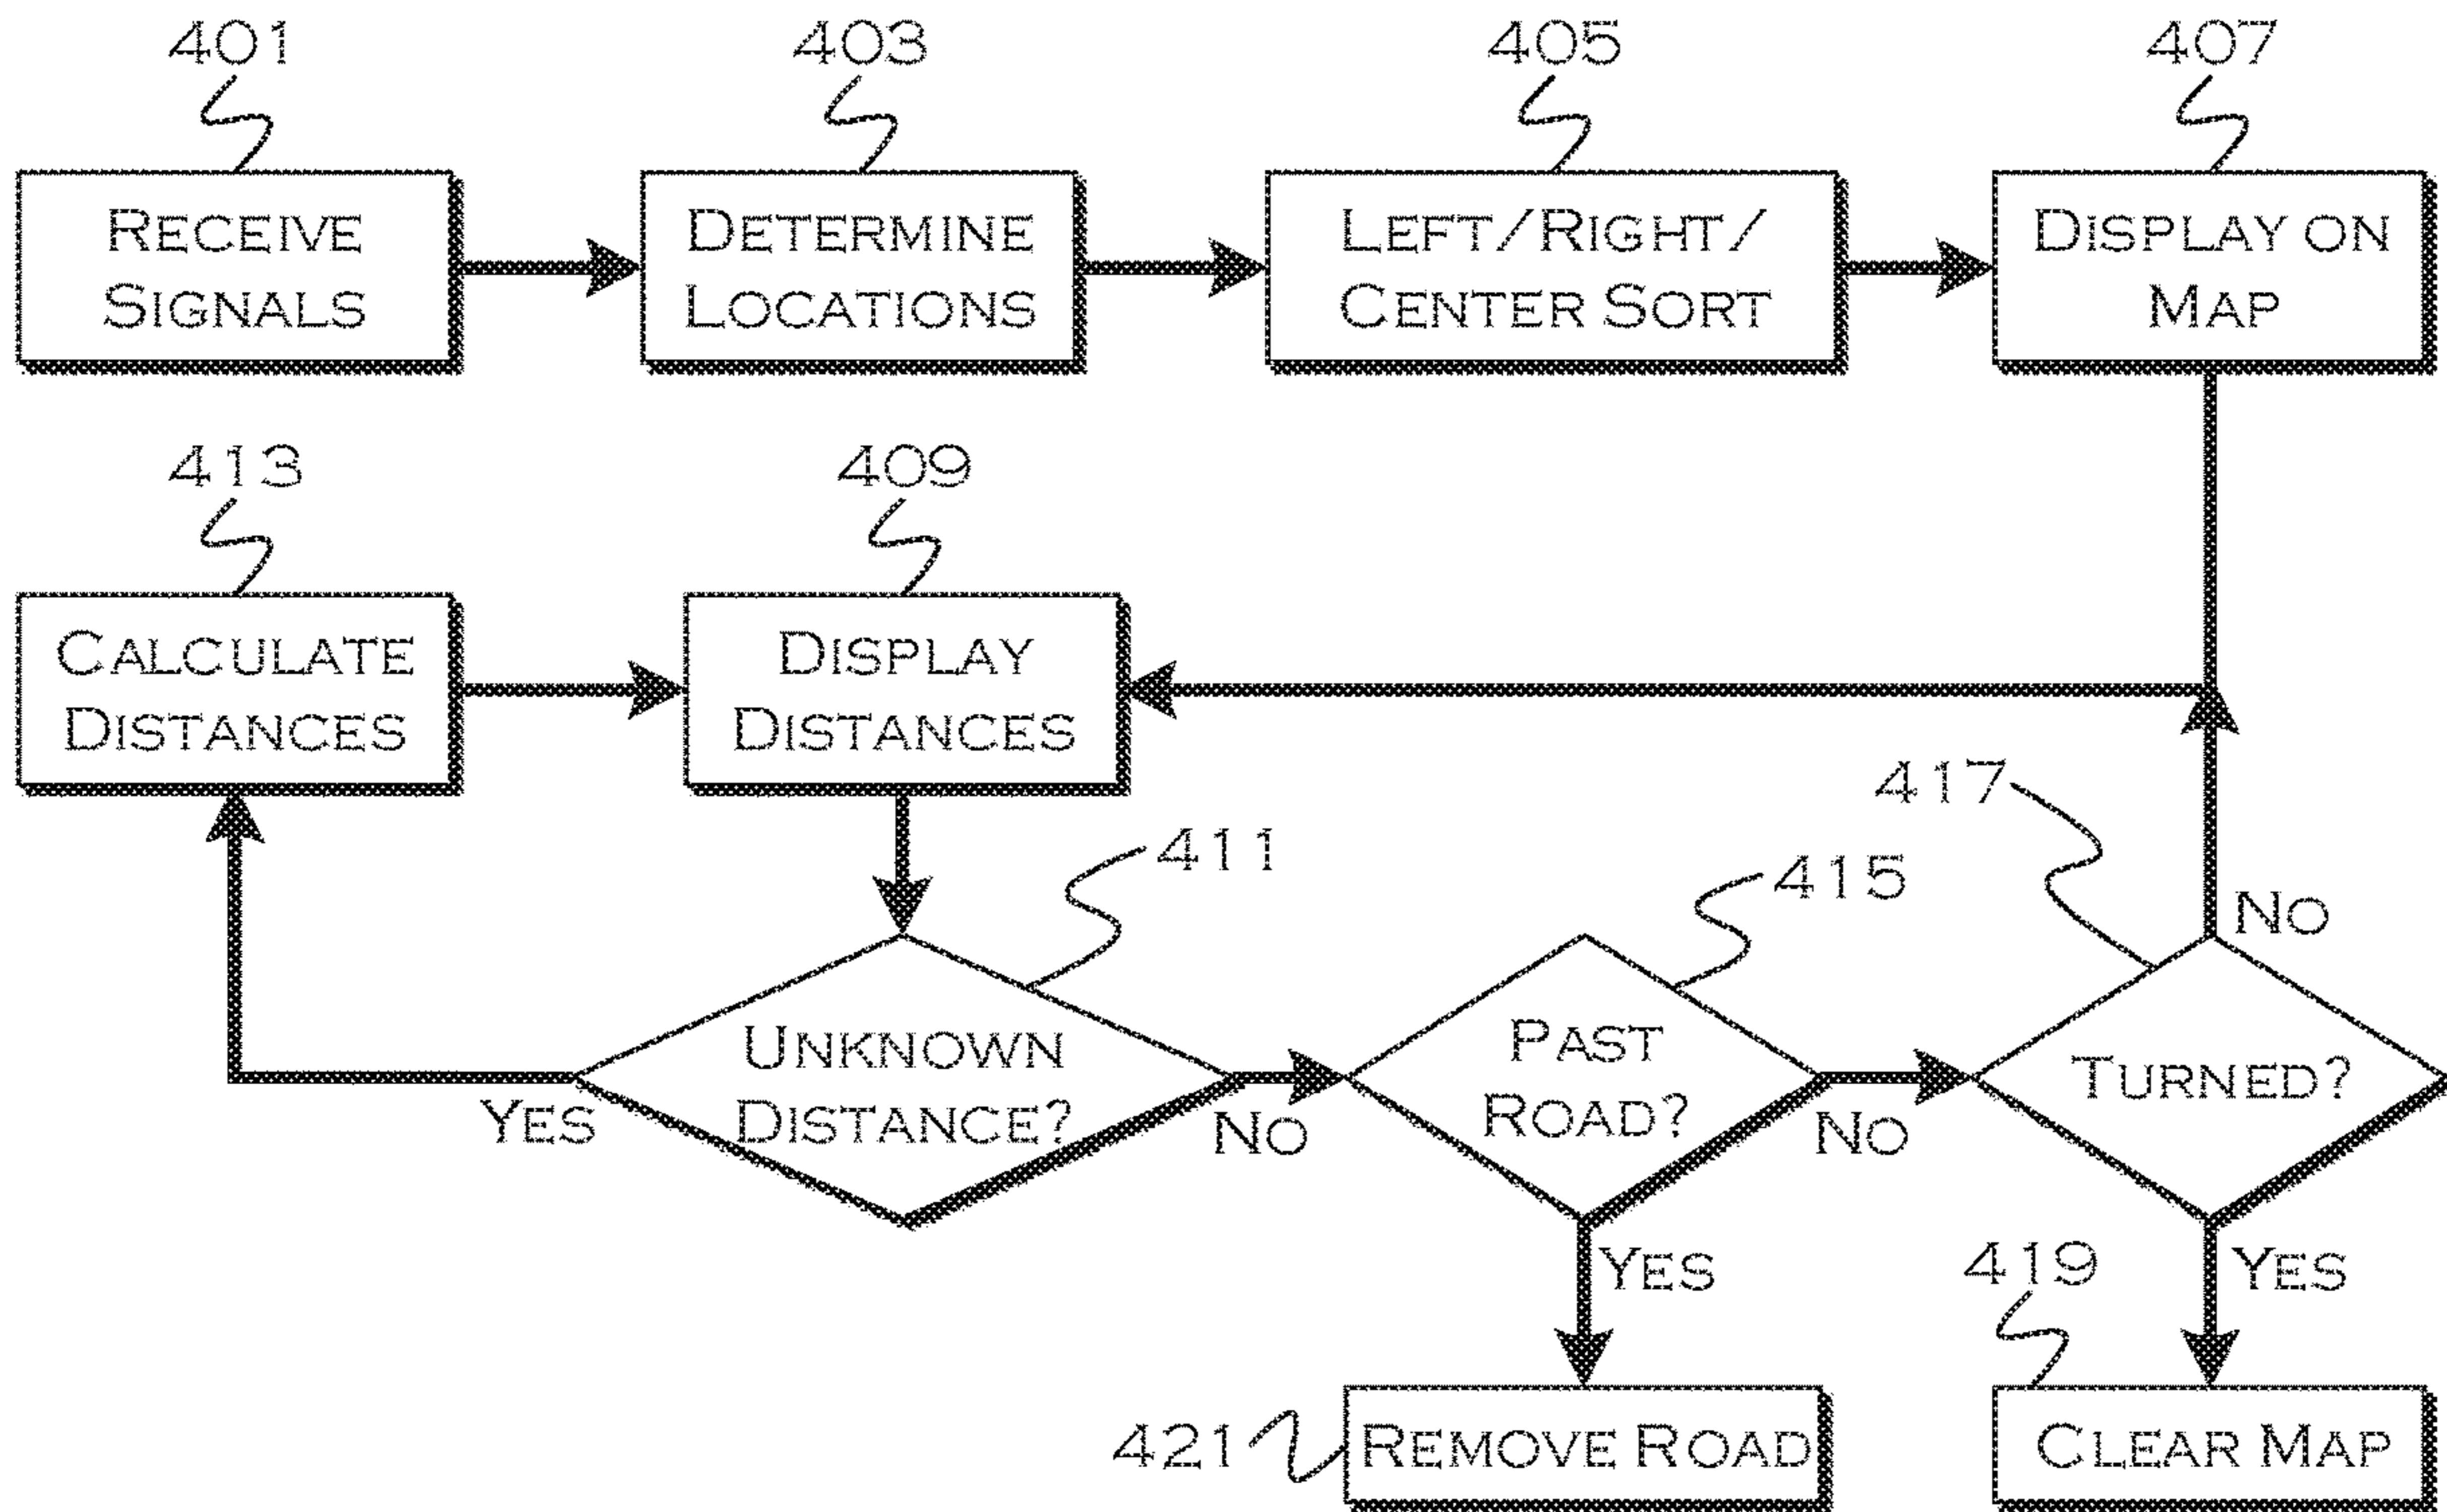 401
403
405
407
RECEIVE
SIGNALS
DETERMINE
LOCATIONS
LEFT/RIGHT/
CENTER SORT
DISPLAY ON
MAP
413
409
CALCULATE
DISTANCES
DISPLAY
DISTANCES
417
411
415
NO
UNKNOWN
DISTANCE?
YES
NO
PAST
ROAD?
NO
TURNED?
YES
419
YES
421
REMOVE ROAD
CLEAR MAP